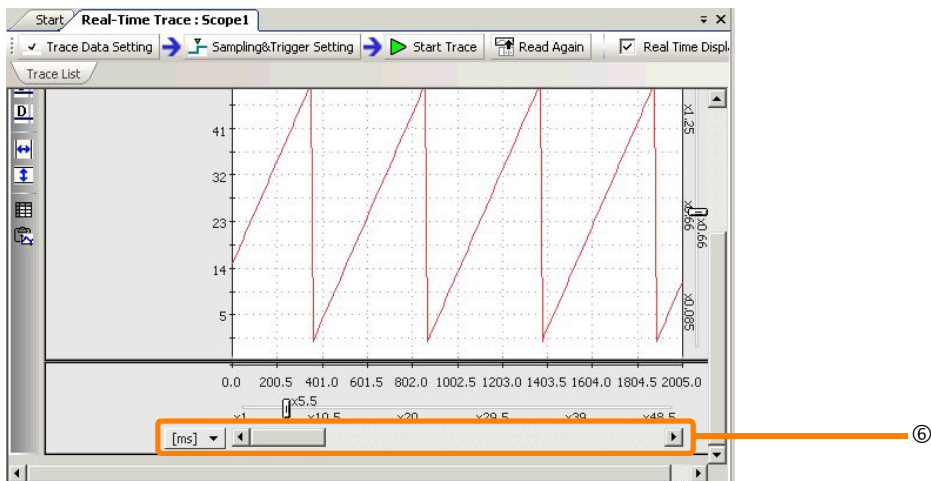 Start Real-Time Trace : Scope1
Trace Data Setting Sampling&Trigger Setting Start Trace Read Again Real Time Displ
Trace List
D
41
32
23
14
5
x1.25
x0.66
x0.66
x0.085
0.0 200.5 401.0 601.5 802.0 1002.5 1203.0 1403.5 1604.0 1804.5 2005.0
x5.5
x1 x10.5 x20 x29.5 x39 x48.5
[ms]
⑥